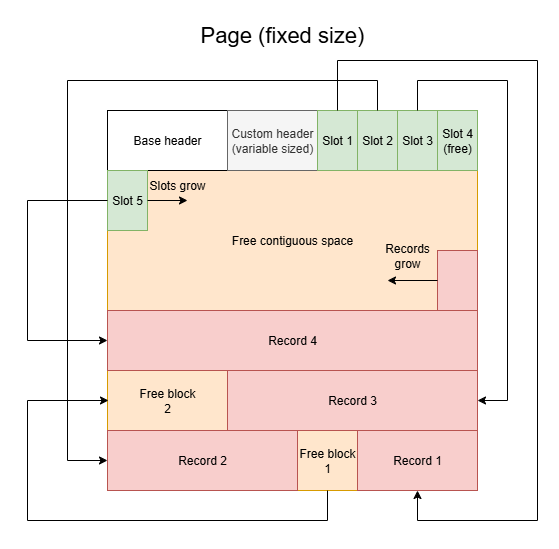 Page (fixed size)
Base header
Custom header
(variable sized)
Slot 1
Slot 2
Slot 3
Slot 4
(free)
Slot 5
Slots grow
Free contiguous space
Records
grow
Record 4
Free block
2
Record 3
Record 2
Free block
1
Record 1